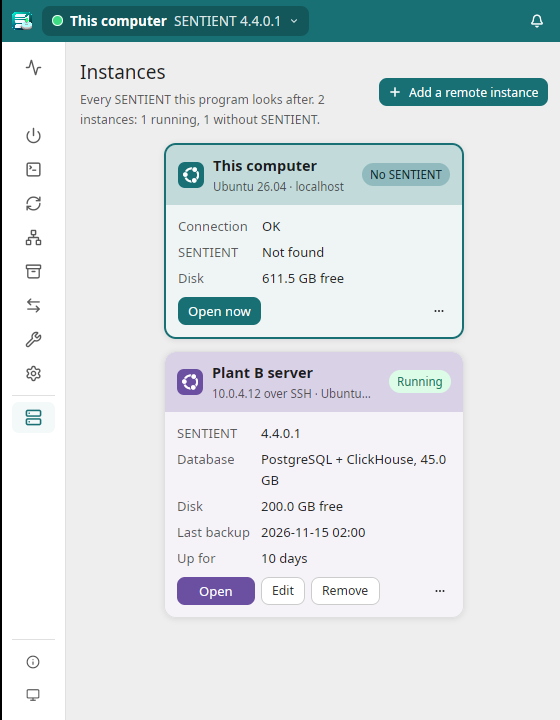 This computer SENTIENT 4.4.0.1
Instances
Every SENTIENT this program looks after. 2
instances: 1 running, 1 without SENTIENT.
Add a remote instance
This computer
Ubuntu 26.04 · localhost
No SENTIENT
Connection OK
SENTIENT Not found
Disk 611.5 GB free
Open now
Plant B server
10.0.4.12 over SSH · Ubuntu...
Running
SENTIENT 4.4.0.1
Database PostgreSQL + ClickHouse, 45.0
GB
Disk 200.0 GB free
Last backup 2026-11-15 02:00
Up for 10 days
Open Edit Remove